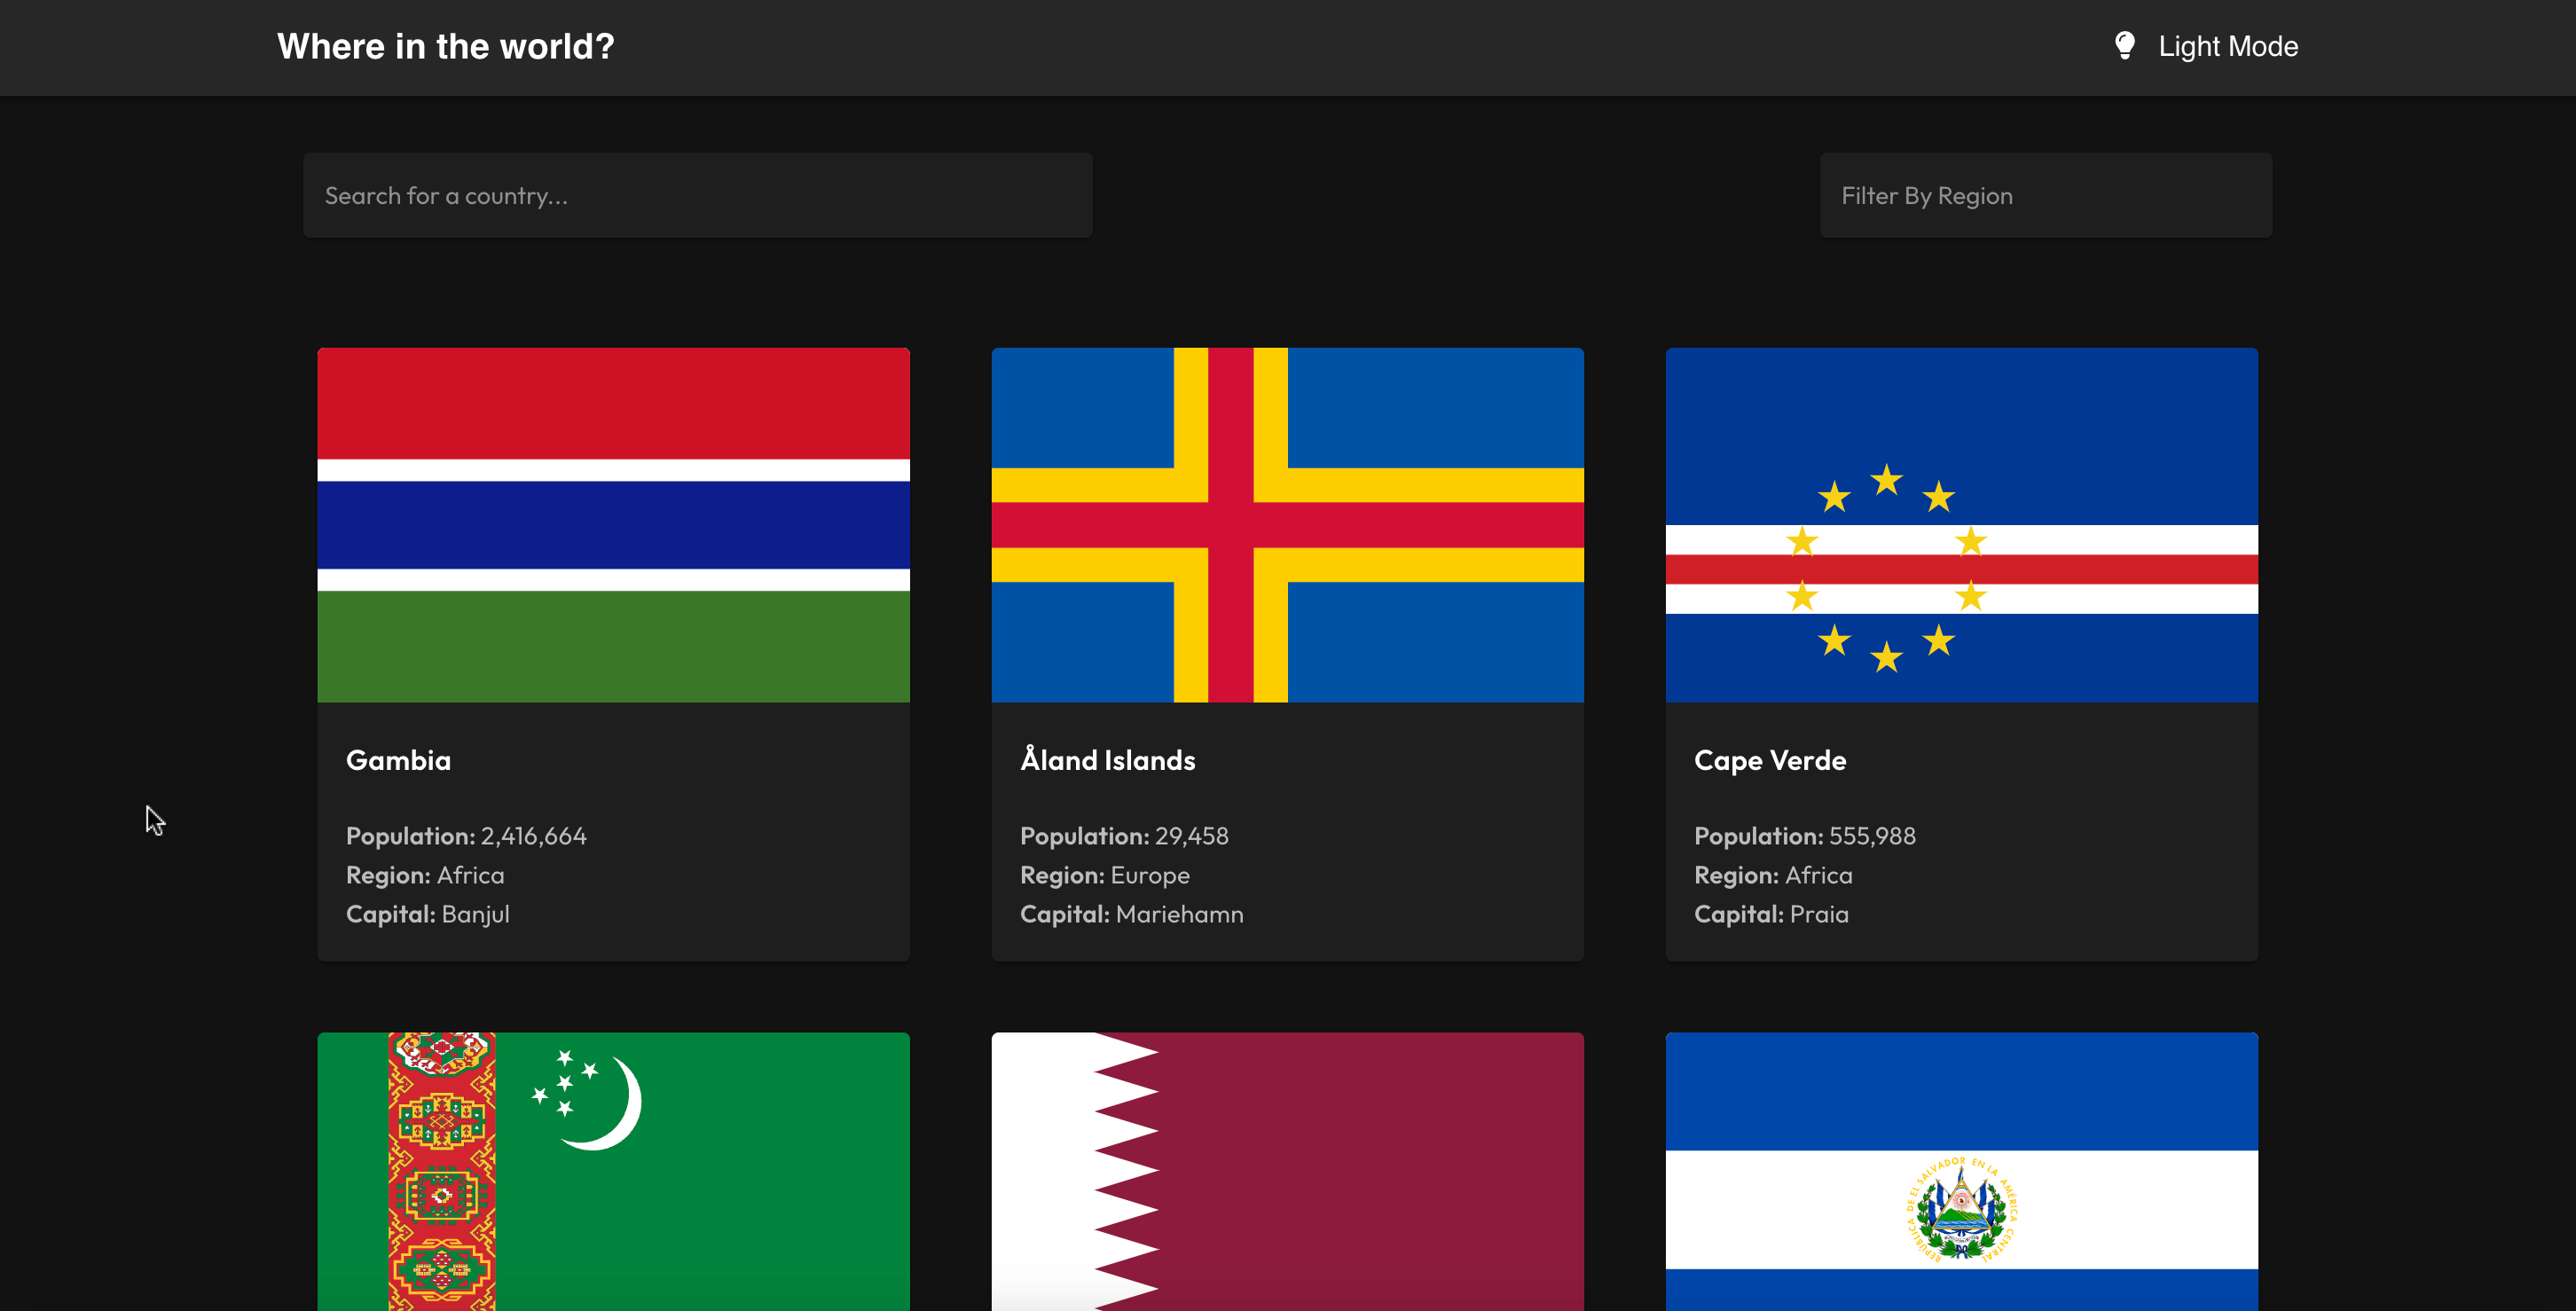 Where in the world?
Light Mode
Search for a country...
Filter By Region
Gambia
Population: 2,416,664
Region: Africa
Capital: Banjul
Åland Islands
Population: 29,458
Region: Europe
Capital: Mariehamn
Cape Verde
Population: 555,988
Region: Africa
Capital: Praia
REPÚBLICA DE EL SALVADOR EN LA AMÉRICA CENTRAL